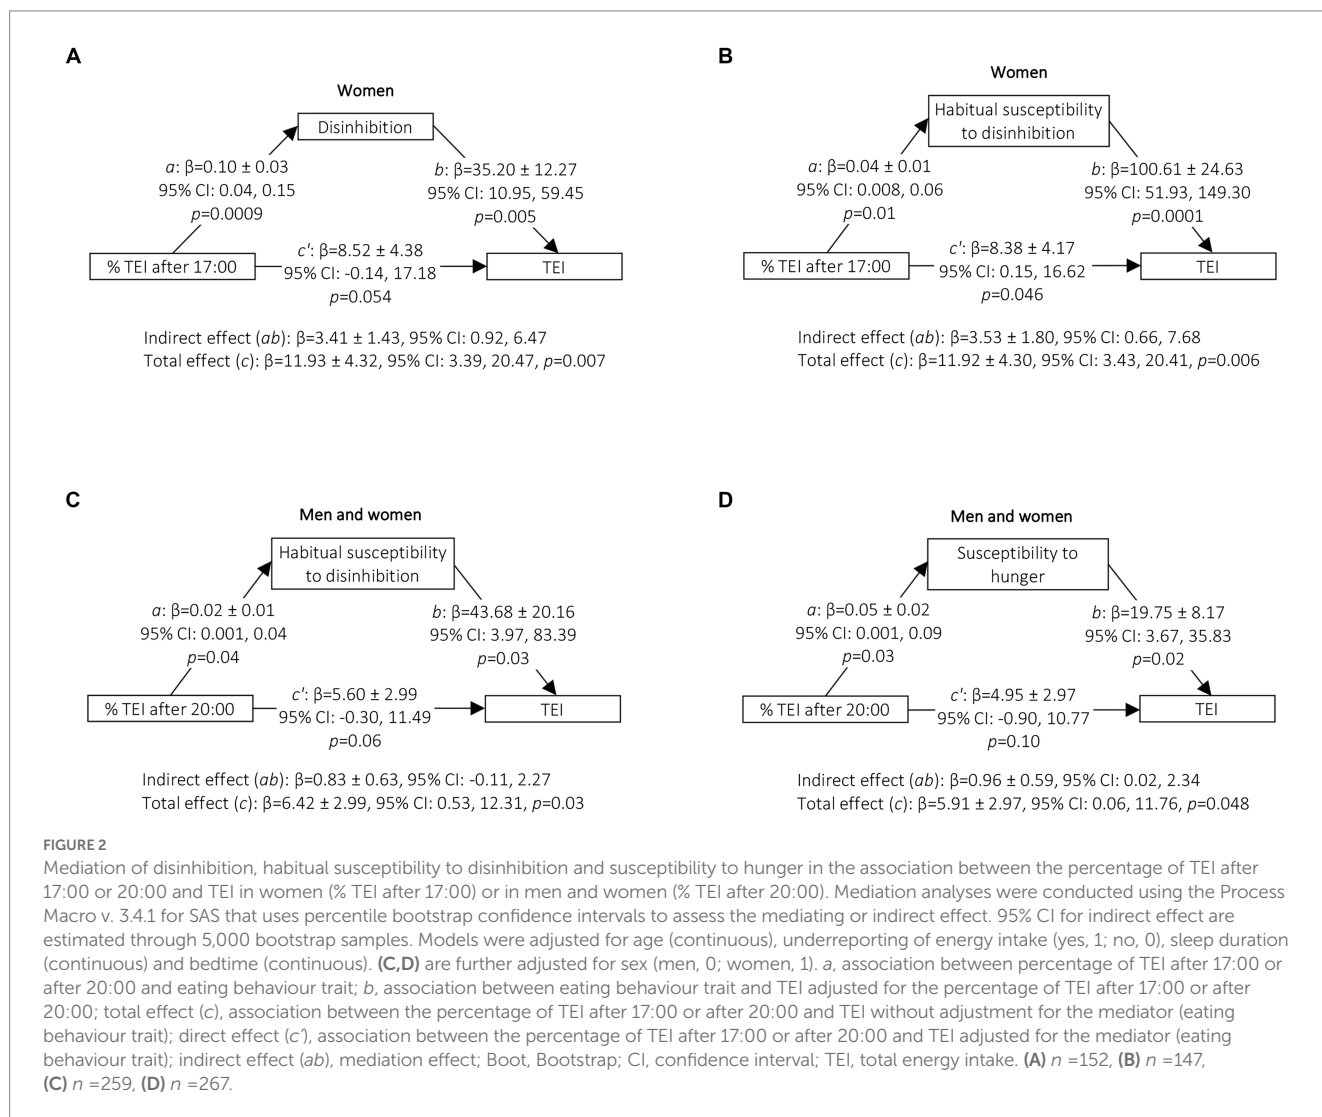 A
Women
Disinhibition
a: β=0.10 ± 0.03
95% CI: 0.04, 0.15
p=0.0009
b: β=35.20 ± 12.27
95% CI: 10.95, 59.45
p=0.005
% TEI after 17:00
c': β=8.52 ± 4.38
95% CI: -0.14, 17.18
p=0.054
TEI
Indirect effect (ab): β=3.41 ± 1.43, 95% CI: 0.92, 6.47
Total effect (c): β=11.93 ± 4.32, 95% CI: 3.39, 20.47, p=0.007
B
Women
Habitual susceptibility
to disinhibition
a: β=0.04 ± 0.01
95% CI: 0.008, 0.06
p=0.01
b: β=100.61 ± 24.63
95% CI: 51.93, 149.30
p=0.0001
% TEI after 17:00
c': β=8.38 ± 4.17
95% CI: 0.15, 16.62
p=0.046
TEI
Indirect effect (ab): β=3.53 ± 1.80, 95% CI: 0.66, 7.68
Total effect (c): β=11.92 ± 4.30, 95% CI: 3.43, 20.41, p=0.006
C
Men and women
Habitual susceptibility
to disinhibition
a: β=0.02 ± 0.01
95% CI: 0.001, 0.04
p=0.04
b: β=43.68 ± 20.16
95% CI: 3.97, 83.39
p=0.03
% TEI after 20:00
c': β=5.60 ± 2.99
95% CI: -0.30, 11.49
p=0.06
TEI
Indirect effect (ab): β=0.83 ± 0.63, 95% CI: -0.11, 2.27
Total effect (c): β=6.42 ± 2.99, 95% CI: 0.53, 12.31, p=0.03
D
Men and women
Susceptibility to
hunger
a: β=0.05 ± 0.02
95% CI: 0.001, 0.09
p=0.03
b: β=19.75 ± 8.17
95% CI: 3.67, 35.83
p=0.02
% TEI after 20:00
c': β=4.95 ± 2.97
95% CI: -0.90, 10.77
p=0.10
TEI
Indirect effect (ab): β=0.96 ± 0.59, 95% CI: 0.02, 2.34
Total effect (c): β=5.91 ± 2.97, 95% CI: 0.06, 11.76, p=0.048
FIGURE 2
Mediation of disinhibition, habitual susceptibility to disinhibition and susceptibility to hunger in the association between the percentage of TEI after
17:00 or 20:00 and TEI in women (% TEI after 17:00) or in men and women (% TEI after 20:00). Mediation analyses were conducted using the Process
Macro v. 3.4.1 for SAS that uses percentile bootstrap confidence intervals to assess the mediating or indirect effect. 95% CI for indirect effect are
estimated through 5,000 bootstrap samples. Models were adjusted for age (continuous), underreporting of energy intake (yes, 1; no, 0), sleep duration
(continuous) and bedtime (continuous). (C,D) are further adjusted for sex (men, 0; women, 1). a, association between percentage of TEI after 17:00 or
after 20:00 and eating behaviour trait; b, association between eating behaviour trait and TEI adjusted for the percentage of TEI after 17:00 or after
20:00; total effect (c), association between the percentage of TEI after 17:00 or after 20:00 and TEI without adjustment for the mediator (eating
behaviour trait); direct effect (c'), association between the percentage of TEI after 17:00 or after 20:00 and TEI adjusted for the mediator (eating
behaviour trait); indirect effect (ab), mediation effect; Boot, Bootstrap; CI, confidence interval; TEI, total energy intake. (A) n =152, (B) n =147,
(C) n =259, (D) n =267.